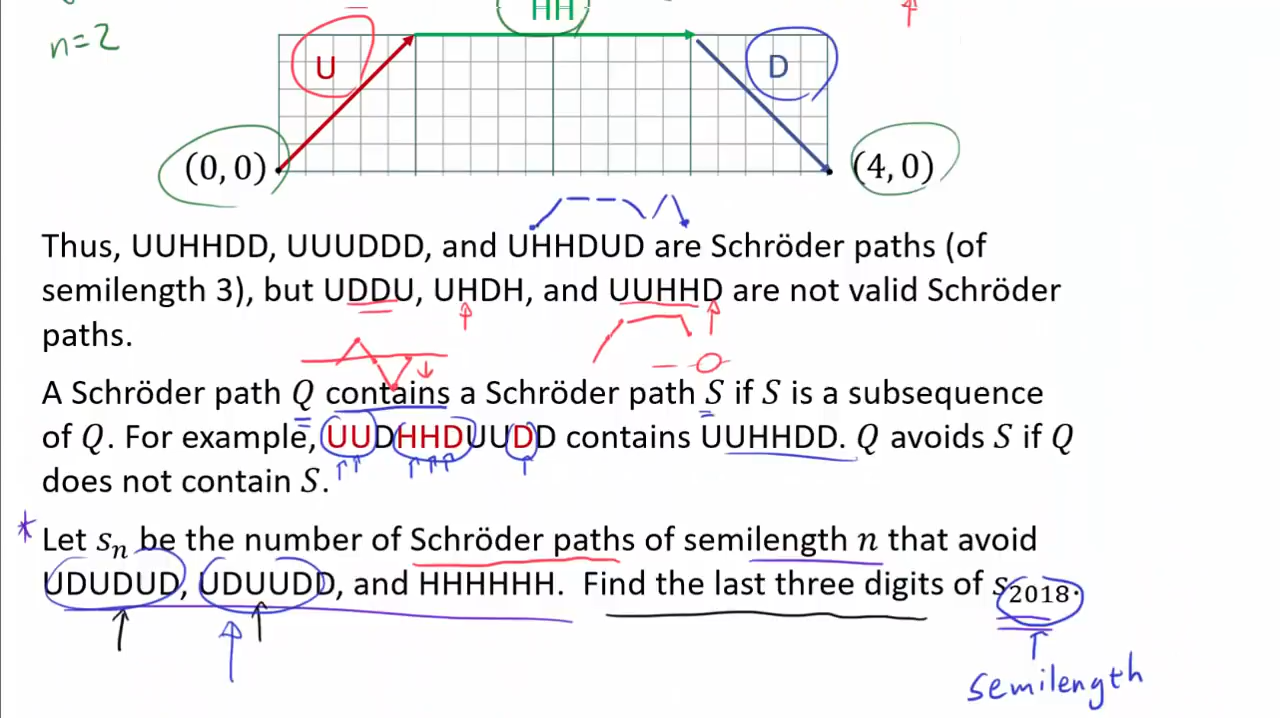 HH
n=2
U
D
(0, 0)
(4, 0)
Thus, UUHHDD, UUUDDD, and UHHDUD are Schröder paths (of
semilength 3), but UDDU, UHDH, and UUHHD are not valid Schröder
paths.
A Schröder path Q contains a Schröder path S if S is a subsequence
of Q. For example, UUDHHDUUDD contains UUHHDD. Q avoids S if Q
does not contain S.
* Let sₙ be the number of Schröder paths of semilength n that avoid
UDUDUD, UDUUDD, and HHHHHH. Find the last three digits of s₂₀₁₈.
semilength